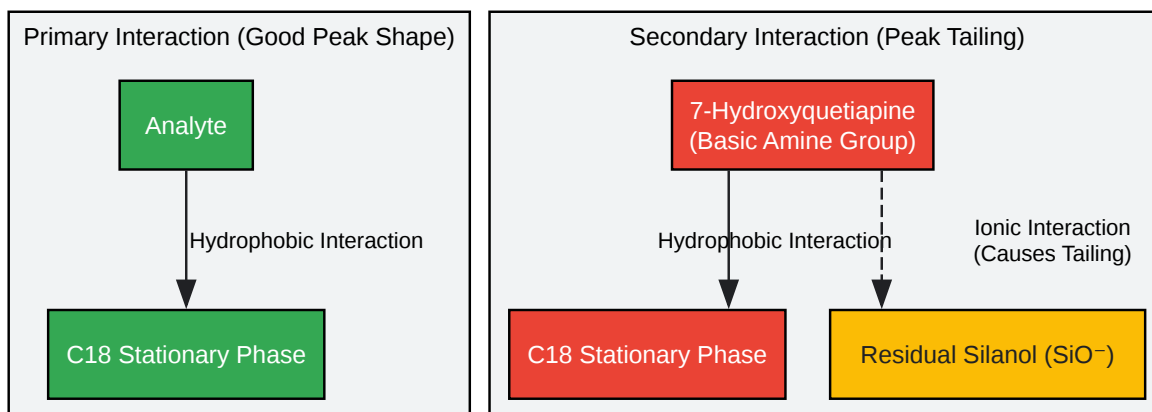 Primary Interaction (Good Peak Shape)
Analyte
Hydrophobic Interaction
C18 Stationary Phase
Secondary Interaction (Peak Tailing)
7-Hydroxyquetiapine
(Basic Amine Group)
Hydrophobic Interaction
Ionic Interaction
(Causes Tailing)
C18 Stationary Phase
Residual Silanol (SiO⁻)